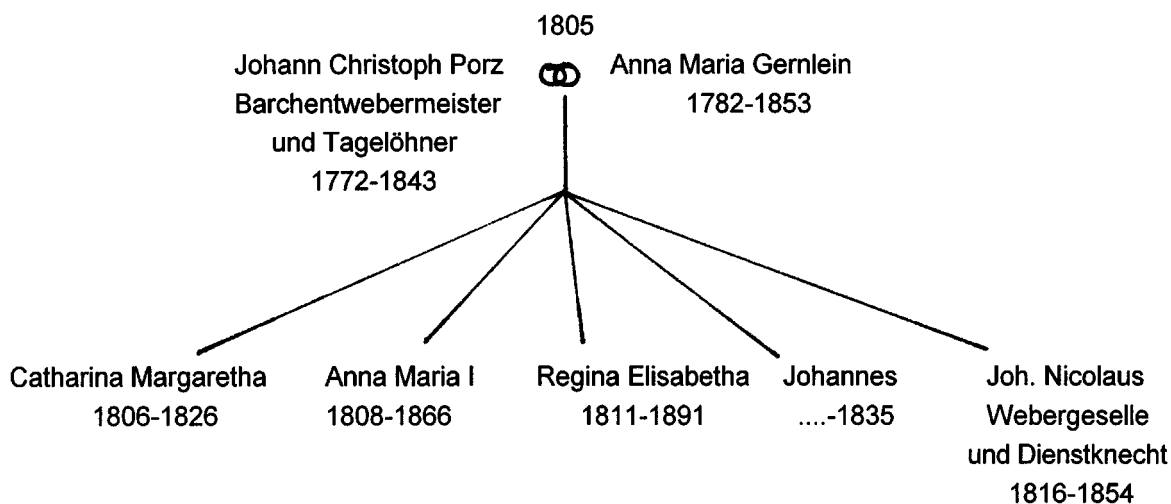 1805
Johann Christoph Porz
Barchentwebermeister
und Tagelöhner
1772-1843
Anna Maria Gernlein
1782-1853
Catharina Margaretha
1806-1826
Anna Maria I
1808-1866
Regina Elisabetha
1811-1891
Johannes
....-1835
Joh. Nicolaus
Webergeselle
und Dienstknecht
1816-1854